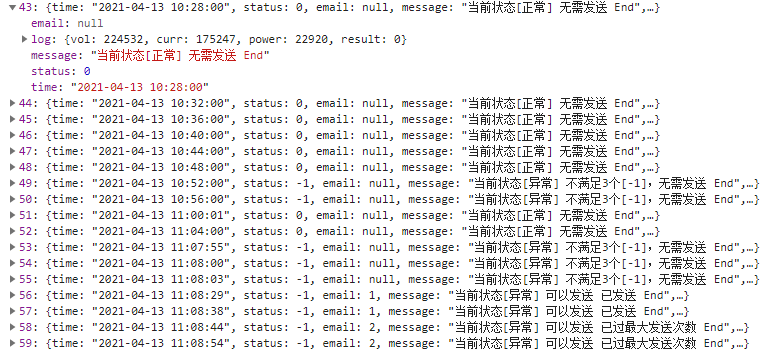 43: {time: "2021-04-13 10:28:00", status: 0, email: null, message: "当前状态[正常] 无需发送 End",…}
email: null
log: {vol: 224532, curr: 175247, power: 22920, result: 0}
message: "当前状态[正常] 无需发送 End"
status: 0
time: "2021-04-13 10:28:00"
44: {time: "2021-04-13 10:32:00", status: 0, email: null, message: "当前状态[正常] 无需发送 End",…}
45: {time: "2021-04-13 10:36:00", status: 0, email: null, message: "当前状态[正常] 无需发送 End",…}
46: {time: "2021-04-13 10:40:00", status: 0, email: null, message: "当前状态[正常] 无需发送 End",…}
47: {time: "2021-04-13 10:44:00", status: 0, email: null, message: "当前状态[正常] 无需发送 End",…}
48: {time: "2021-04-13 10:48:00", status: 0, email: null, message: "当前状态[正常] 无需发送 End",…}
49: {time: "2021-04-13 10:52:00", status: -1, email: null, message: "当前状态[异常] 不满足3个[-1]，无需发送 End",…}
50: {time: "2021-04-13 10:56:00", status: -1, email: null, message: "当前状态[异常] 不满足3个[-1]，无需发送 End",…}
51: {time: "2021-04-13 11:00:01", status: 0, email: null, message: "当前状态[正常] 无需发送 End",…}
52: {time: "2021-04-13 11:04:00", status: 0, email: null, message: "当前状态[正常] 无需发送 End",…}
53: {time: "2021-04-13 11:07:55", status: -1, email: null, message: "当前状态[异常] 不满足3个[-1]，无需发送 End",…}
54: {time: "2021-04-13 11:08:00", status: -1, email: null, message: "当前状态[异常] 不满足3个[-1]，无需发送 End",…}
55: {time: "2021-04-13 11:08:03", status: -1, email: null, message: "当前状态[异常] 不满足3个[-1]，无需发送 End",…}
56: {time: "2021-04-13 11:08:29", status: -1, email: 1, message: "当前状态[异常] 可以发送 已发送 End",…}
57: {time: "2021-04-13 11:08:38", status: -1, email: 1, message: "当前状态[异常] 可以发送 已发送 End",…}
58: {time: "2021-04-13 11:08:44", status: -1, email: 2, message: "当前状态[异常] 可以发送 已过最大发送次数 End",…}
59: {time: "2021-04-13 11:08:54", status: -1, email: 2, message: "当前状态[异常] 可以发送 已过最大发送次数 End",…}